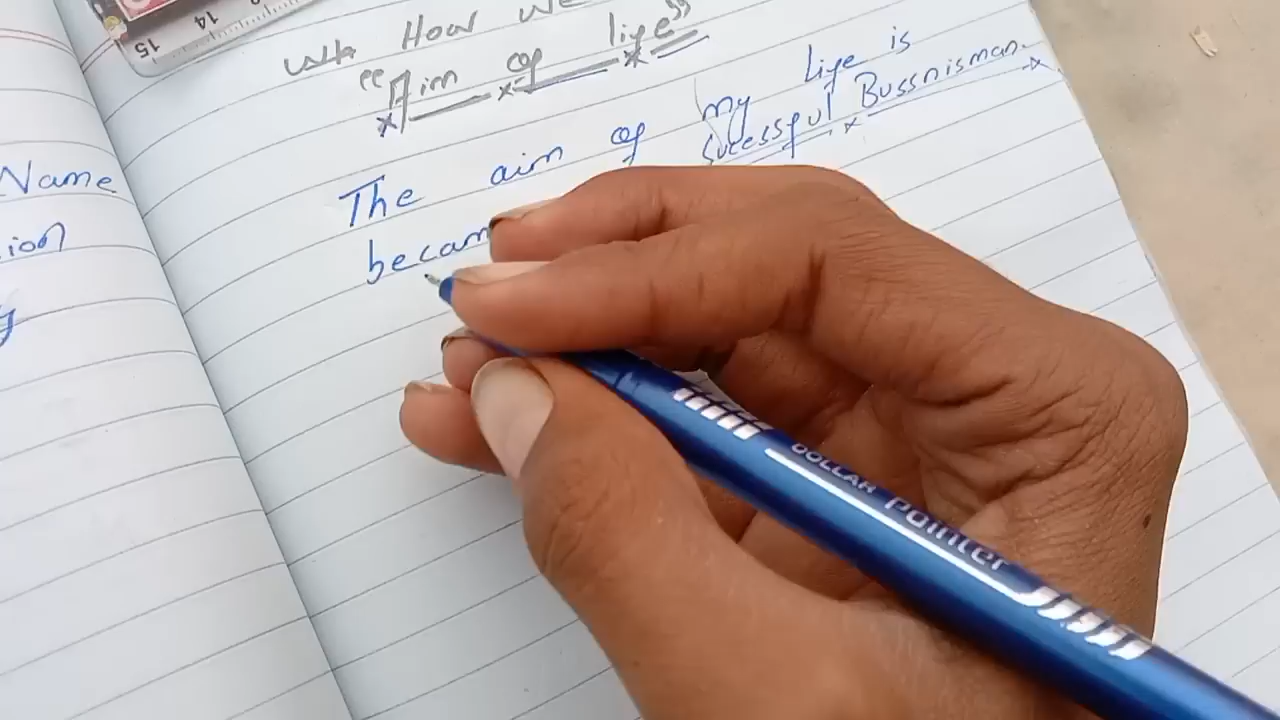 How we
"Aim of life"
The aim of my life is
becam sucessful Bussnisman.
Name
ion
y
15 14
DOLLAR Pointer